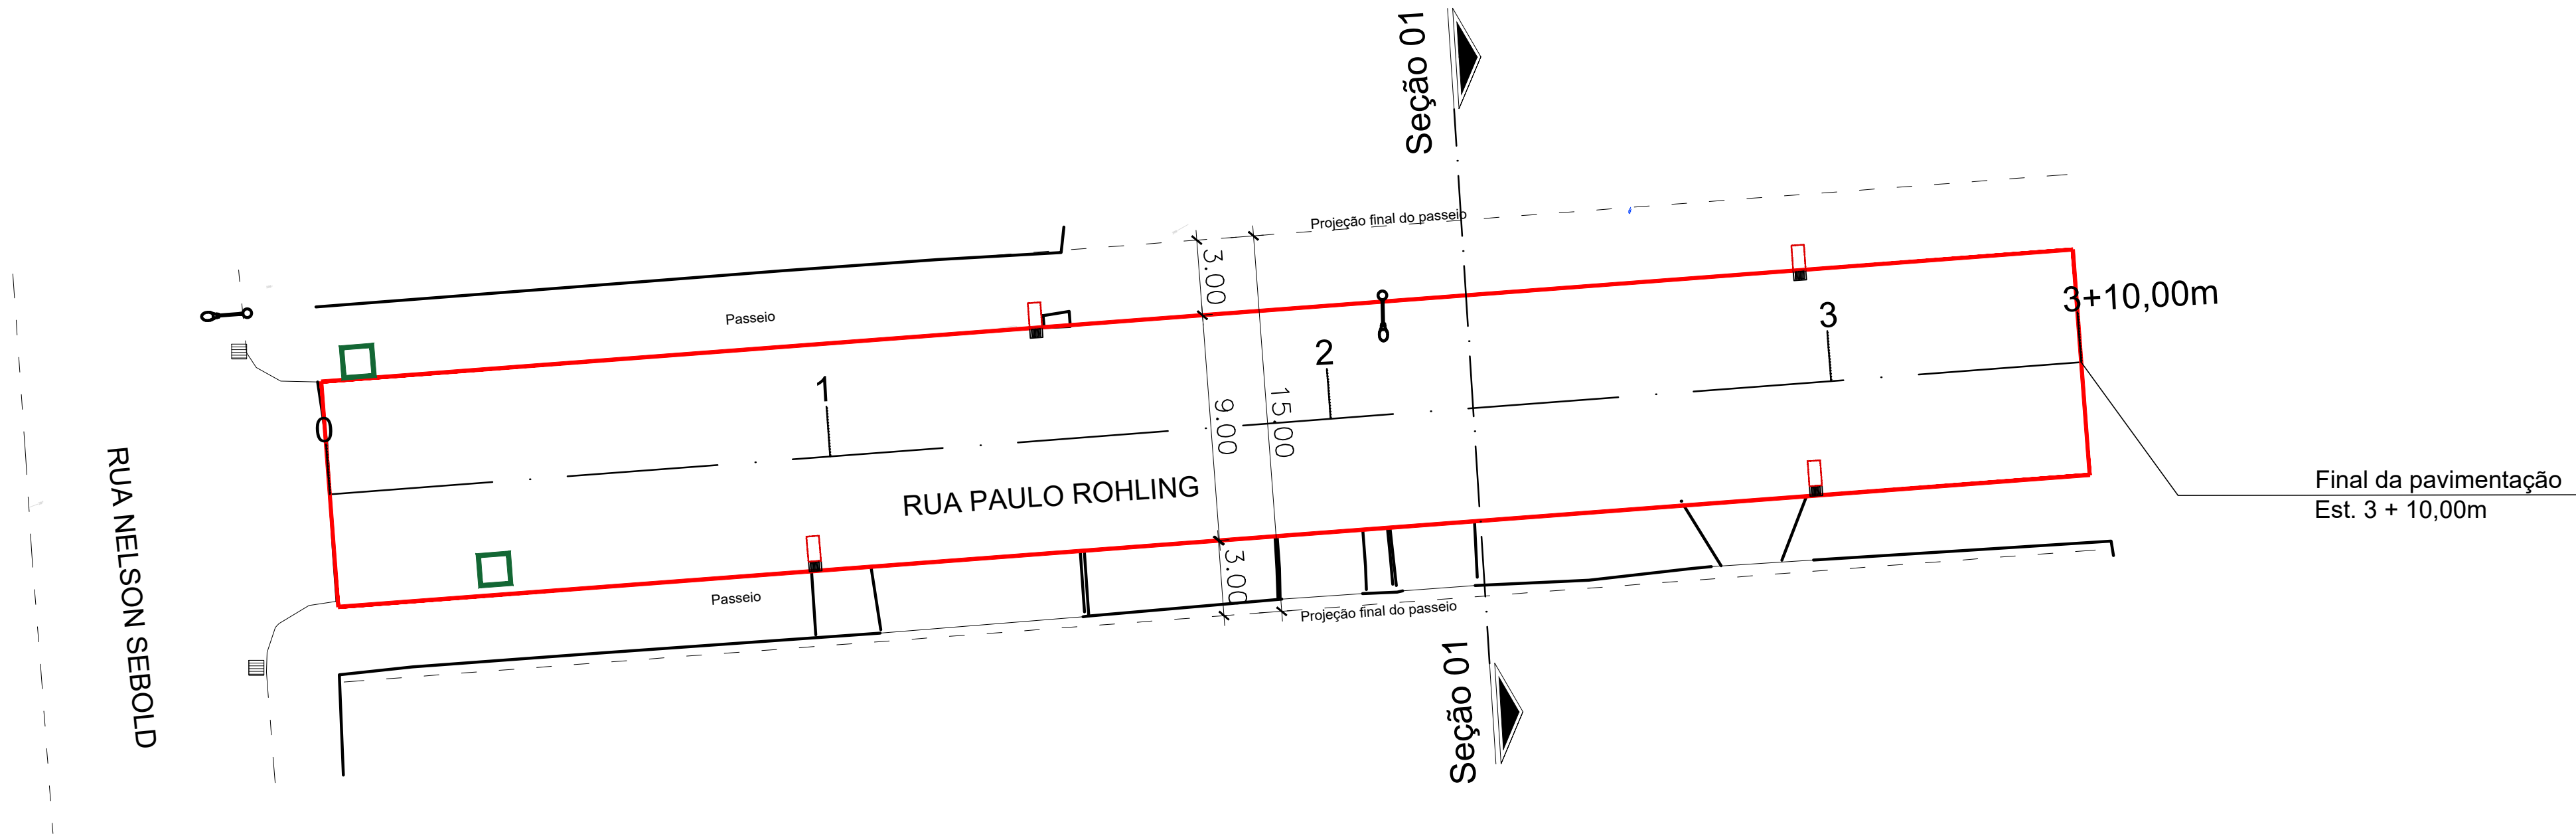 Seção 01
Projeção final do passeio
3.00
3+10,00m
Passeio
3
2
1
0
9.00
15.00
RUA NELSON SEBOLD
RUA PAULO ROHLING
Final da pavimentação
Est. 3 + 10,00m
3.00
Passeio
Projeção final do passeio
Seção 01